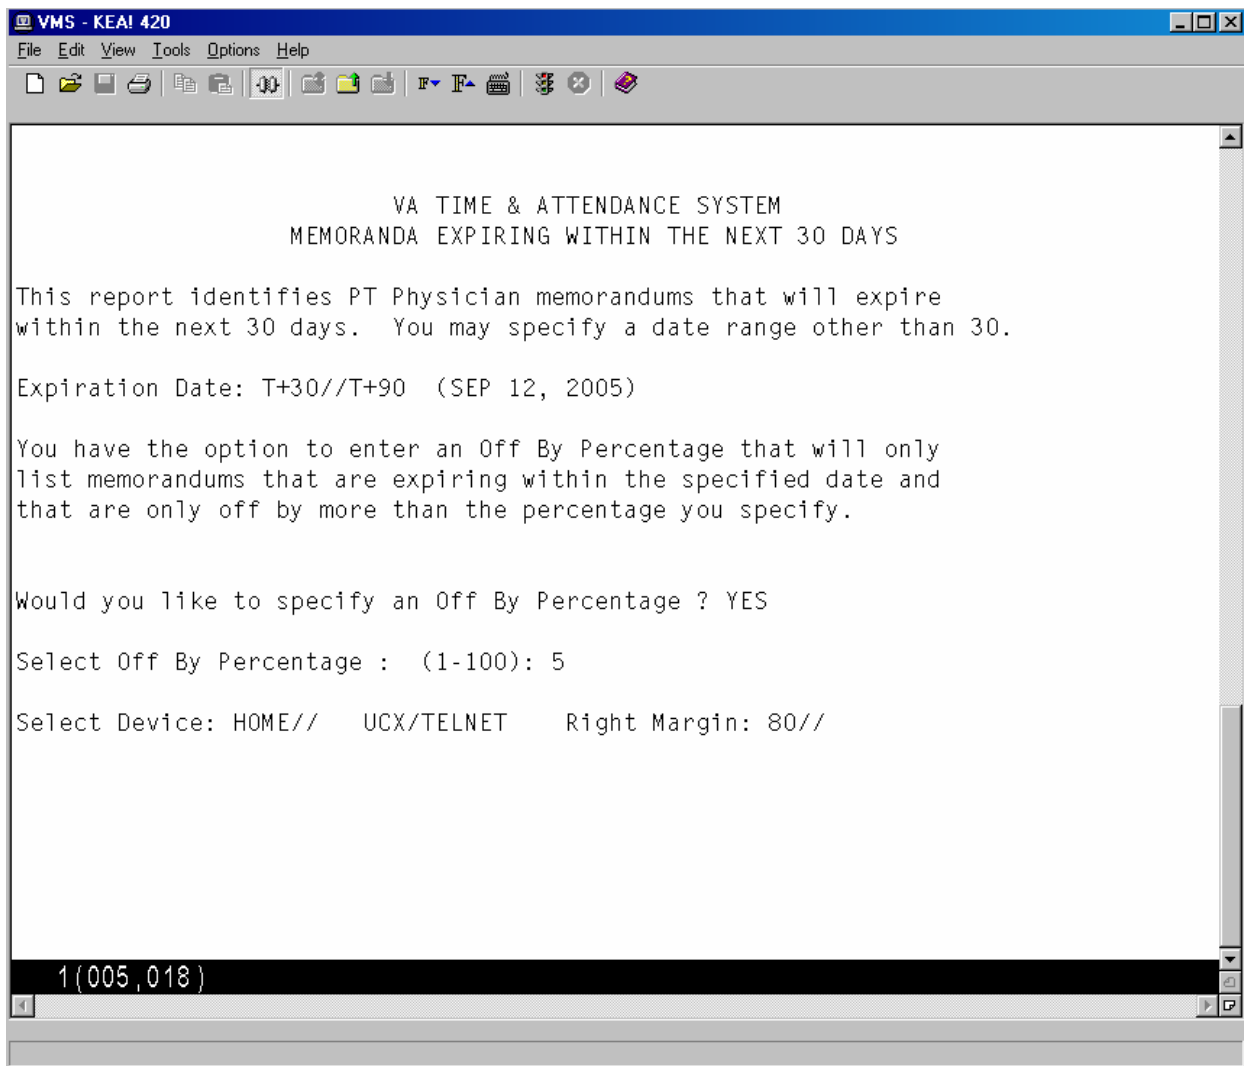 VMS - KEA! 420
File Edit View Tools Options Help
VA TIME & ATTENDANCE SYSTEM
MEMORANDA EXPIRING WITHIN THE NEXT 30 DAYS
This report identifies PT Physician memorandums that will expire
within the next 30 days.  You may specify a date range other than 30.
Expiration Date: T+30//T+90  (SEP 12, 2005)
You have the option to enter an Off By Percentage that will only
list memorandums that are expiring within the specified date and
that are only off by more than the percentage you specify.
Would you like to specify an Off By Percentage ? YES
Select Off By Percentage :  (1-100): 5
Select Device: HOME//   UCX/TELNET    Right Margin: 80//
1(005,018)